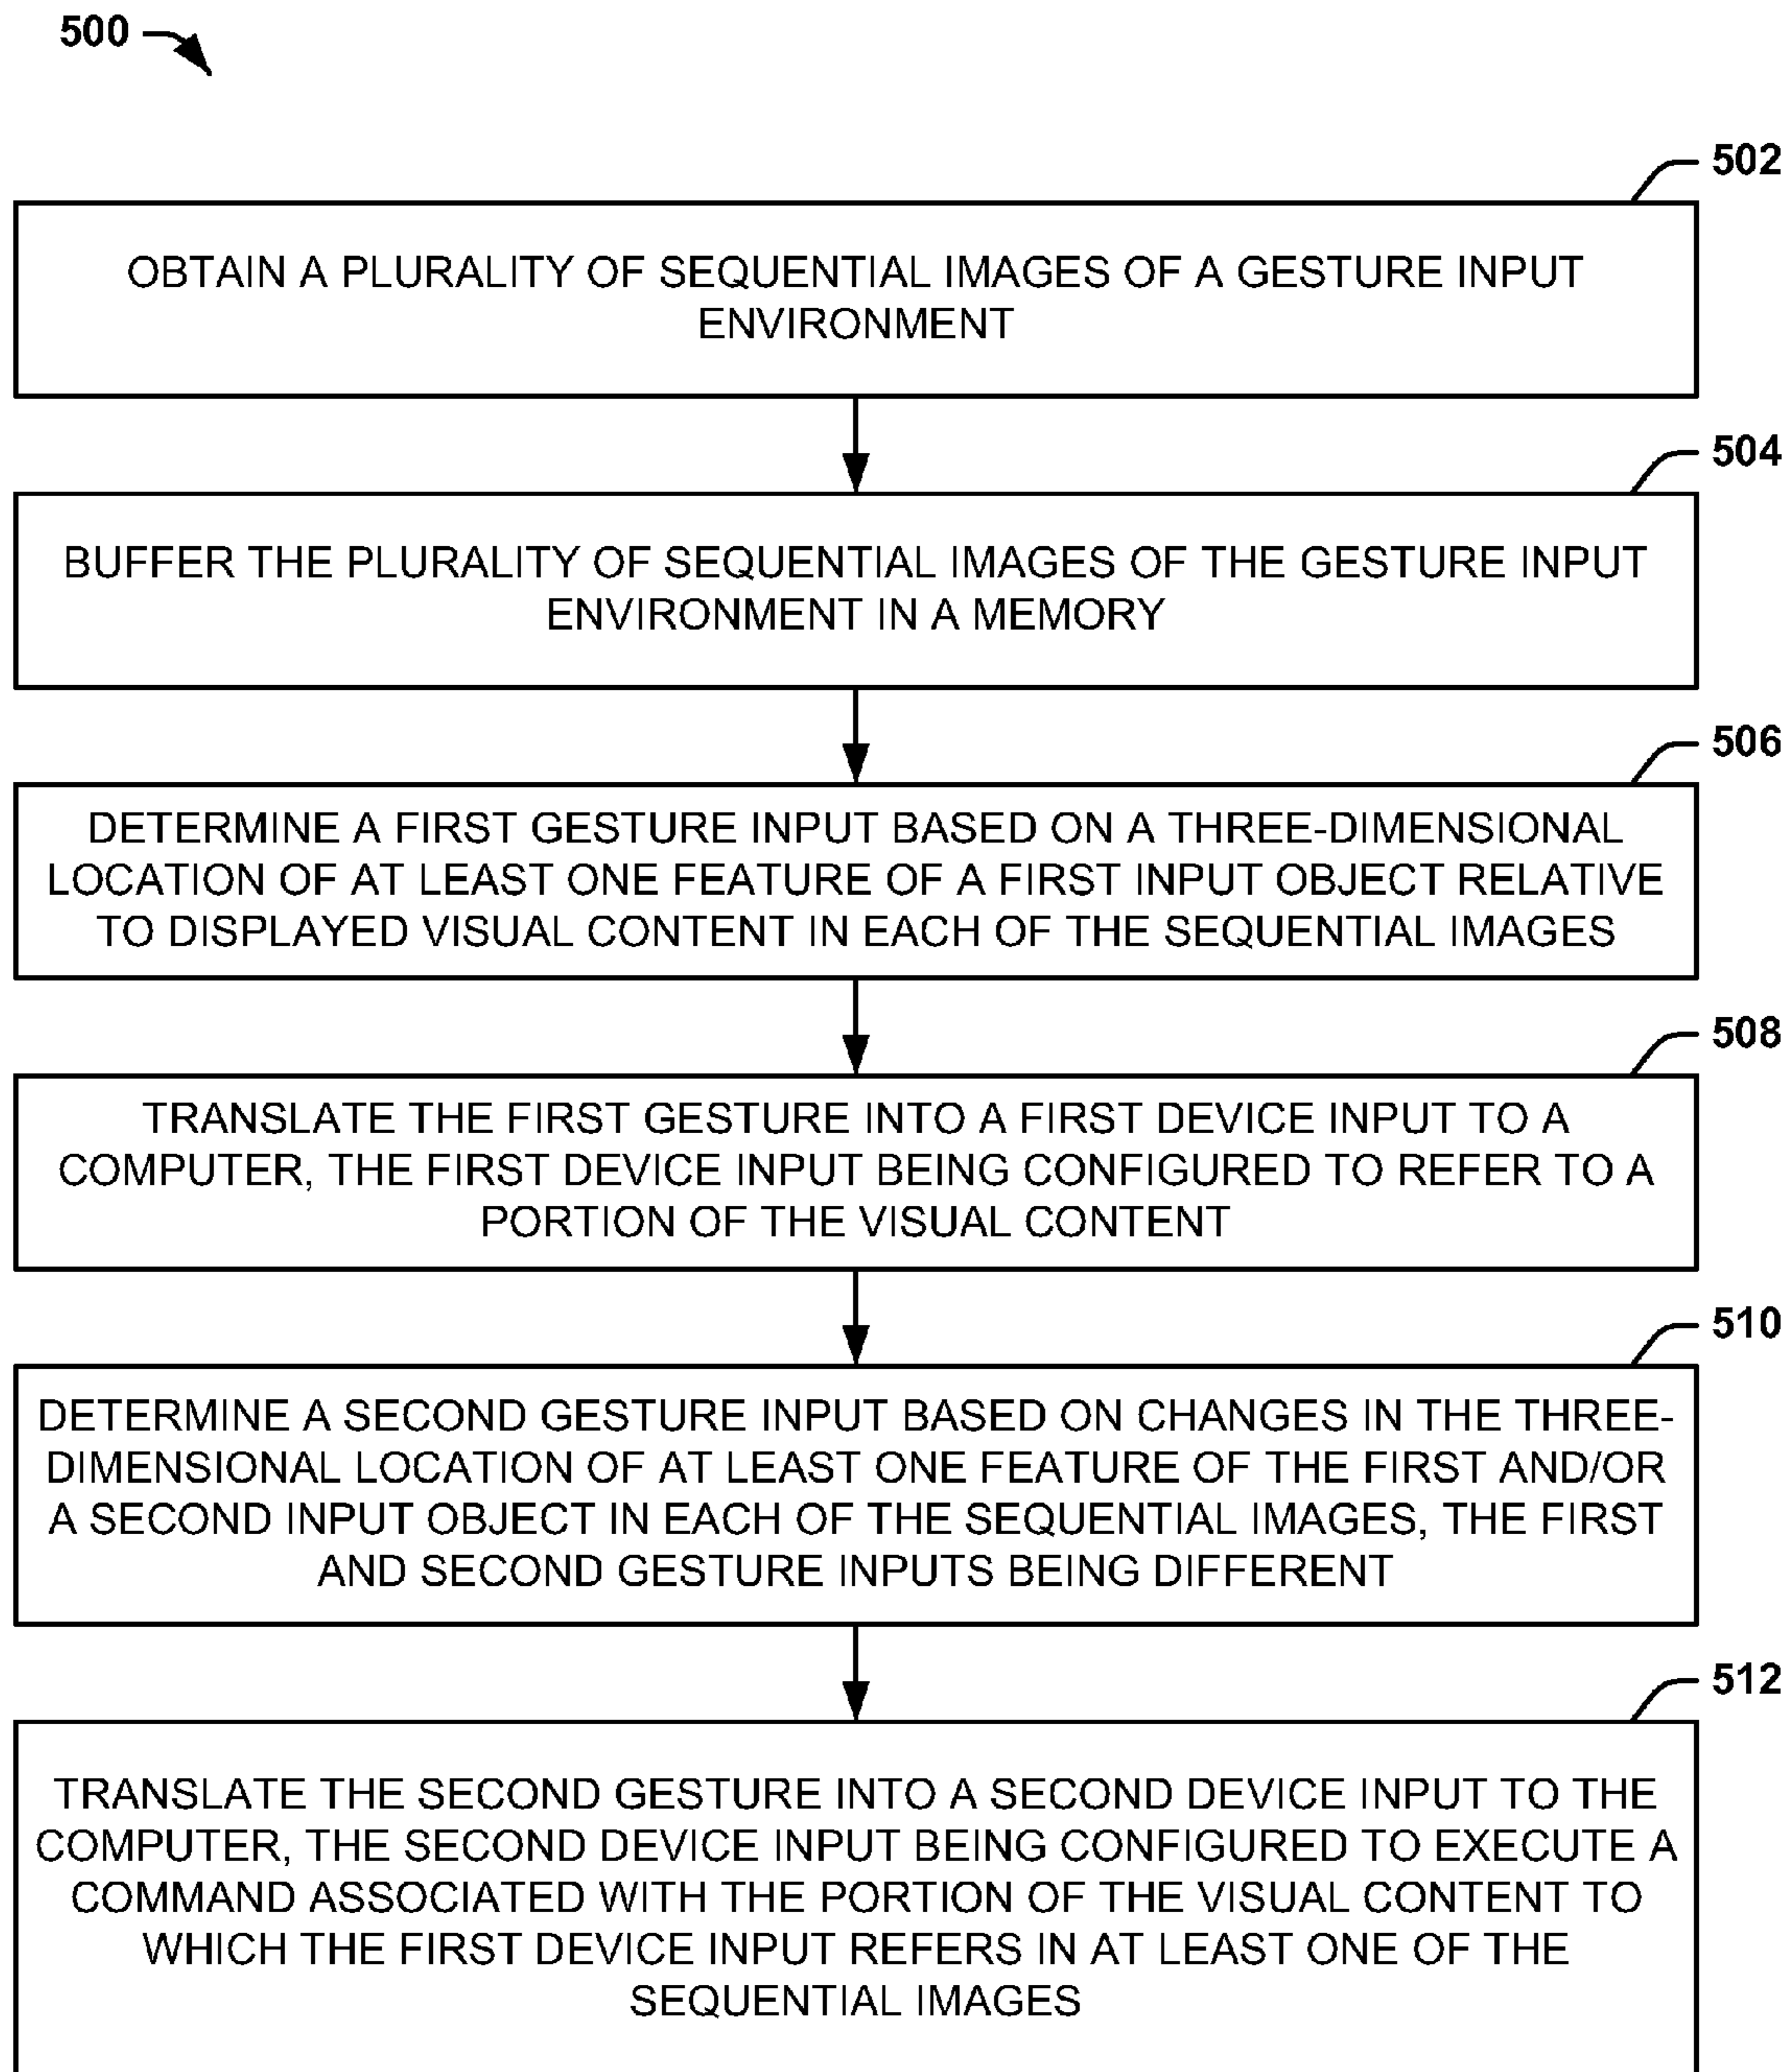 500
502
OBTAIN A PLURALITY OF SEQUENTIAL IMAGES OF A GESTURE INPUT
ENVIRONMENT
504
BUFFER THE PLURALITY OF SEQUENTIAL IMAGES OF THE GESTURE INPUT
ENVIRONMENT IN A MEMORY
506
DETERMINE A FIRST GESTURE INPUT BASED ON A THREE-DIMENSIONAL
LOCATION OF AT LEAST ONE FEATURE OF A FIRST INPUT OBJECT RELATIVE
TO DISPLAYED VISUAL CONTENT IN EACH OF THE SEQUENTIAL IMAGES
508
TRANSLATE THE FIRST GESTURE INTO A FIRST DEVICE INPUT TO A
COMPUTER, THE FIRST DEVICE INPUT BEING CONFIGURED TO REFER TO A
PORTION OF THE VISUAL CONTENT
510
DETERMINE A SECOND GESTURE INPUT BASED ON CHANGES IN THE THREE-
DIMENSIONAL LOCATION OF AT LEAST ONE FEATURE OF THE FIRST AND/OR
A SECOND INPUT OBJECT IN EACH OF THE SEQUENTIAL IMAGES, THE FIRST
AND SECOND GESTURE INPUTS BEING DIFFERENT
512
TRANSLATE THE SECOND GESTURE INTO A SECOND DEVICE INPUT TO THE
COMPUTER, THE SECOND DEVICE INPUT BEING CONFIGURED TO EXECUTE A
COMMAND ASSOCIATED WITH THE PORTION OF THE VISUAL CONTENT TO
WHICH THE FIRST DEVICE INPUT REFERS IN AT LEAST ONE OF THE
SEQUENTIAL IMAGES